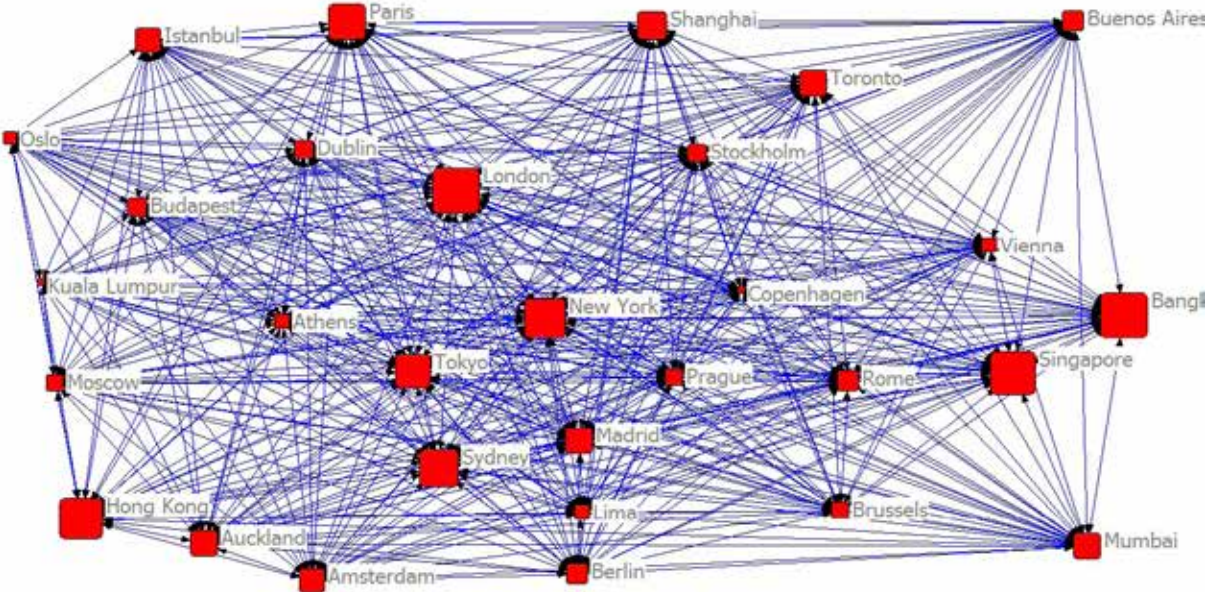 Paris
Shanghai
Buenos Aires
Istanbul
Toronto
Oslo
Dublin
Stockholm
London
Budapest
Vienna
Kuala Lumpur
Copenhagen
New York
Bangk
Athens
Tokyo
Singapore
Moscow
Prague
Rome
Madrid
Sydney
Hong Kong
Lima
Brussels
Auckland
Mumbai
Amsterdam
Berlin